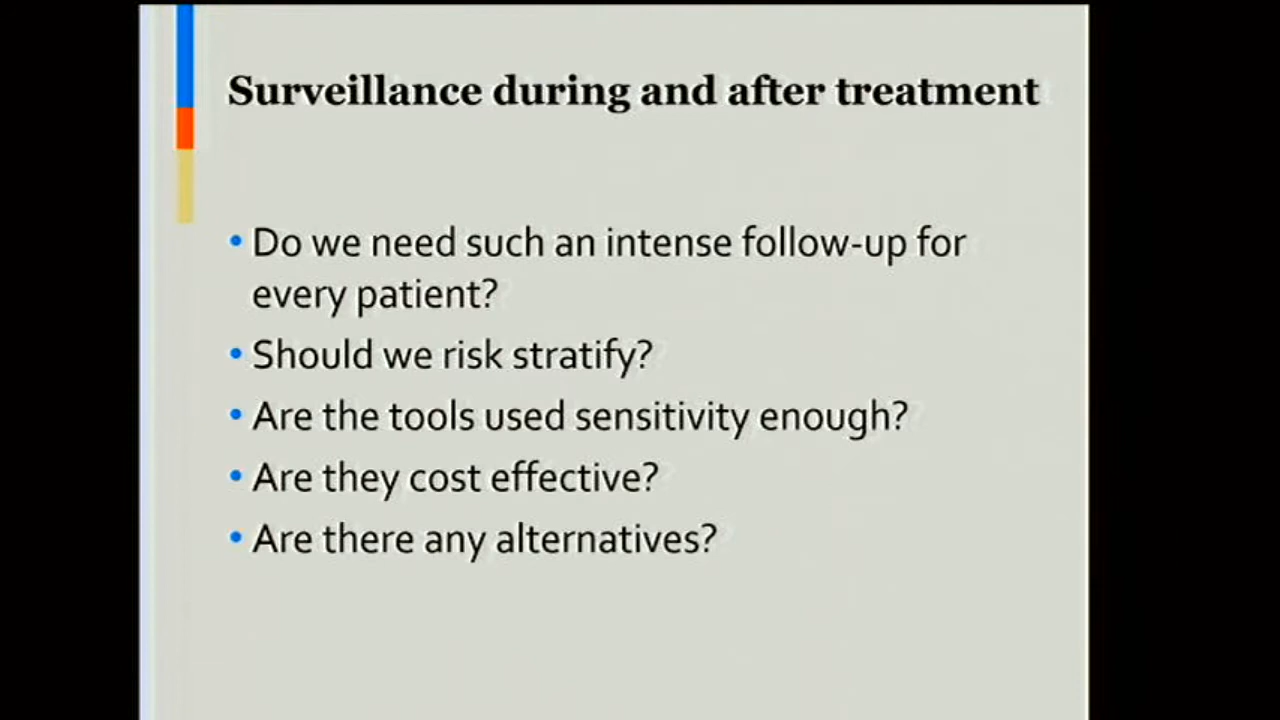 Surveillance during and after treatment
• Do we need such an intense follow-up for
every patient?
• Should we risk stratify?
• Are the tools used sensitivity enough?
• Are they cost effective?
• Are there any alternatives?